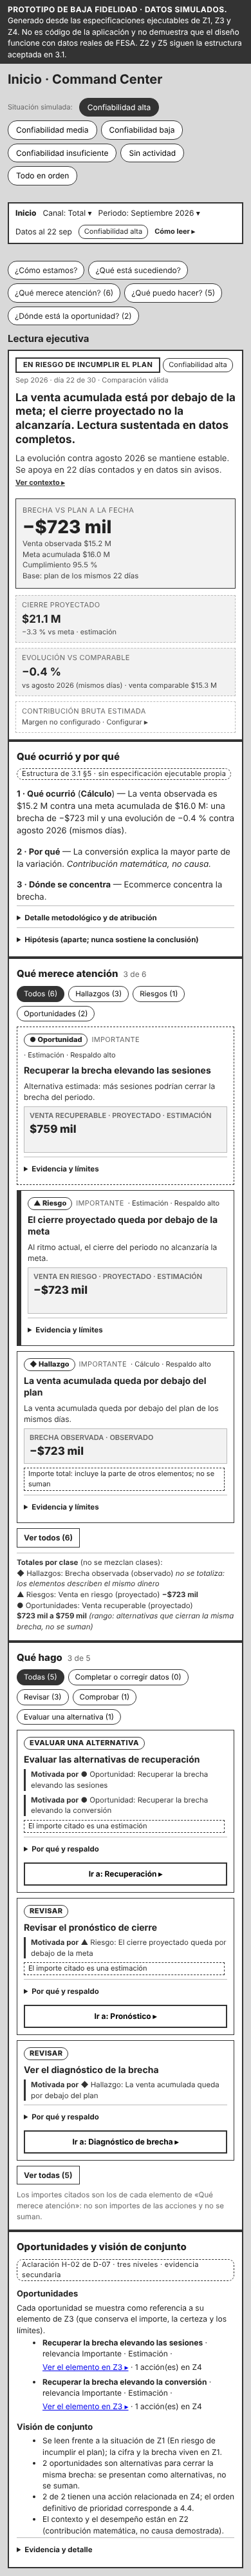 PROTOTIPO DE BAJA FIDELIDAD · DATOS SIMULADOS.
Generado desde las especificaciones ejecutables de Z1, Z3 y
Z4. No es código de la aplicación y no demuestra que el diseño
funcione con datos reales de FESA. Z2 y Z5 siguen la estructura
aceptada en 3.1.
Inicio · Command Center
Situación simulada: Confiabilidad alta
Confiabilidad media Confiabilidad baja
Confiabilidad insuficiente Sin actividad
Todo en orden
Inicio Canal: Total ▾ Periodo: Septiembre 2026 ▾
Datos al 22 sep Confiabilidad alta Cómo leer ▸
¿Cómo estamos? ¿Qué está sucediendo?
¿Qué merece atención? (6) ¿Qué puedo hacer? (5)
¿Dónde está la oportunidad? (2)
Lectura ejecutiva
EN RIESGO DE INCUMPLIR EL PLAN Confiabilidad alta
Sep 2026 · día 22 de 30 · Comparación válida
La venta acumulada está por debajo de la
meta; el cierre proyectado no la
alcanzaría. Lectura sustentada en datos
completos.
La evolución contra agosto 2026 se mantiene estable.
Se apoya en 22 días contados y en datos sin avisos.
Ver contexto ▸
BRECHA VS PLAN A LA FECHA
−$723 mil
Venta observada $15.2 M
Meta acumulada $16.0 M
Cumplimiento 95.5 %
Base: plan de los mismos 22 días
CIERRE PROYECTADO
$21.1 M
−3.3 % vs meta · estimación
EVOLUCIÓN VS COMPARABLE
−0.4 %
vs agosto 2026 (mismos días) · venta comparable $15.3 M
CONTRIBUCIÓN BRUTA ESTIMADA
Margen no configurado · Configurar ▸
Qué ocurrió y por qué
Estructura de 3.1 §5 · sin especificación ejecutable propia
1 · Qué ocurrió (Cálculo) — La venta observada es
$15.2 M contra una meta acumulada de $16.0 M: una
brecha de −$723 mil y una evolución de −0.4 % contra
agosto 2026 (mismos días).
2 · Por qué — La conversión explica la mayor parte de
la variación. Contribución matemática, no causa.
3 · Dónde se concentra — Ecommerce concentra la
brecha.
▸ Detalle metodológico y de atribución
▸ Hipótesis (aparte; nunca sostiene la conclusión)
Qué merece atención 3 de 6
Todos (6) Hallazgos (3) Riesgos (1)
Oportunidades (2)
● Oportunidad IMPORTANTE
· Estimación · Respaldo alto
Recuperar la brecha elevando las sesiones
Alternativa estimada: más sesiones podrían cerrar la
brecha del periodo.
VENTA RECUPERABLE · PROYECTADO · ESTIMACIÓN
$759 mil
▸ Evidencia y límites
▲ Riesgo IMPORTANTE · Estimación · Respaldo alto
El cierre proyectado queda por debajo de la
meta
Al ritmo actual, el cierre del periodo no alcanzaría la
meta.
VENTA EN RIESGO · PROYECTADO · ESTIMACIÓN
−$723 mil
▸ Evidencia y límites
◆ Hallazgo IMPORTANTE · Cálculo · Respaldo alto
La venta acumulada queda por debajo del
plan
La venta acumulada queda por debajo del plan de los
mismos días.
BRECHA OBSERVADA · OBSERVADO
−$723 mil
Importe total: incluye la parte de otros elementos; no se
suman
▸ Evidencia y límites
Ver todos (6)
Totales por clase (no se mezclan clases):
◆ Hallazgos: Brecha observada (observado) no se totaliza:
los elementos describen el mismo dinero
▲ Riesgos: Venta en riesgo (proyectado) −$723 mil
● Oportunidades: Venta recuperable (proyectado)
$723 mil a $759 mil (rango: alternativas que cierran la misma
brecha, no se suman)
Qué hago 3 de 5
Todas (5) Completar o corregir datos (0)
Revisar (3) Comprobar (1)
Evaluar una alternativa (1)
EVALUAR UNA ALTERNATIVA
Evaluar las alternativas de recuperación
Motivada por ● Oportunidad: Recuperar la brecha
elevando las sesiones
Motivada por ● Oportunidad: Recuperar la brecha
elevando la conversión
El importe citado es una estimación
▸ Por qué y respaldo
Ir a: Recuperación ▸
REVISAR
Revisar el pronóstico de cierre
Motivada por ▲ Riesgo: El cierre proyectado queda por
debajo de la meta
El importe citado es una estimación
▸ Por qué y respaldo
Ir a: Pronóstico ▸
REVISAR
Ver el diagnóstico de la brecha
Motivada por ◆ Hallazgo: La venta acumulada queda
por debajo del plan
▸ Por qué y respaldo
Ir a: Diagnóstico de brecha ▸
Ver todas (5)
Los importes citados son los de cada elemento de «Qué
merece atención»: no son importes de las acciones y no se
suman.
Oportunidades y visión de conjunto
Aclaración H-02 de D-07 · tres niveles · evidencia
secundaria
Oportunidades
Cada oportunidad se muestra como referencia a su
elemento de Z3 (que conserva el importe, la certeza y los
límites).
• Recuperar la brecha elevando las sesiones ·
relevancia Importante · Estimación ·
Ver el elemento en Z3 ▸ · 1 acción(es) en Z4
• Recuperar la brecha elevando la conversión ·
relevancia Importante · Estimación ·
Ver el elemento en Z3 ▸ · 1 acción(es) en Z4
Visión de conjunto
• Se leen frente a la situación de Z1 (En riesgo de
incumplir el plan); la cifra y la brecha viven en Z1.
• 2 oportunidades son alternativas para cerrar la
misma brecha: se presentan como alternativas, no
se suman.
• 2 de 2 tienen una acción relacionada en Z4; el orden
definitivo de prioridad corresponde a 4.4.
• El contexto y el desempeño están en Z2
(contribución matemática, no causa demostrada).
▸ Evidencia y detalle